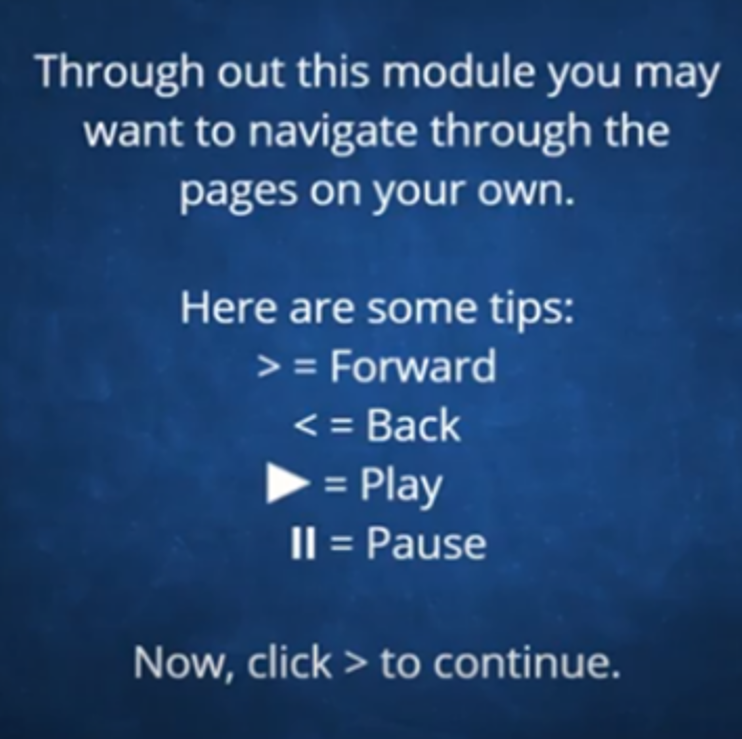 Through out this module you may
want to navigate through the
pages on your own.
Here are some tips:
> = Forward
< = Back
▶ = Play
⏸ = Pause
Now, click > to continue.